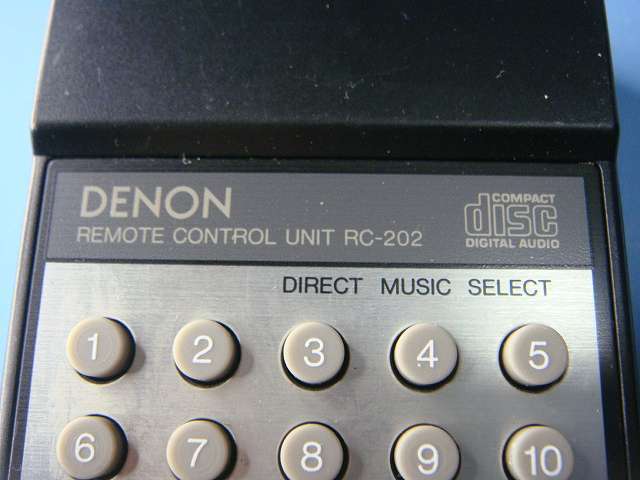 DENON
REMOTE CONTROL UNIT RC-202
COMPACT
disc
DIGITAL AUDIO
DIRECT MUSIC SELECT
1 2 3 4 5
6 7 8 9 10